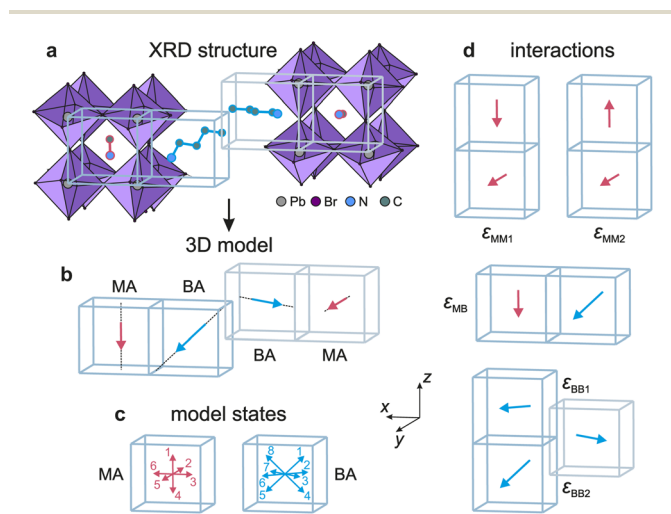 a XRD structure
Pb Br N C
3D model
b MA BA
BA MA
c model states
MA
1
2
3
4
5
6
8 1
7 2
6 3
5 4
BA
x y z
d interactions
εMM1 εMM2
εMB
εBB1
εBB2